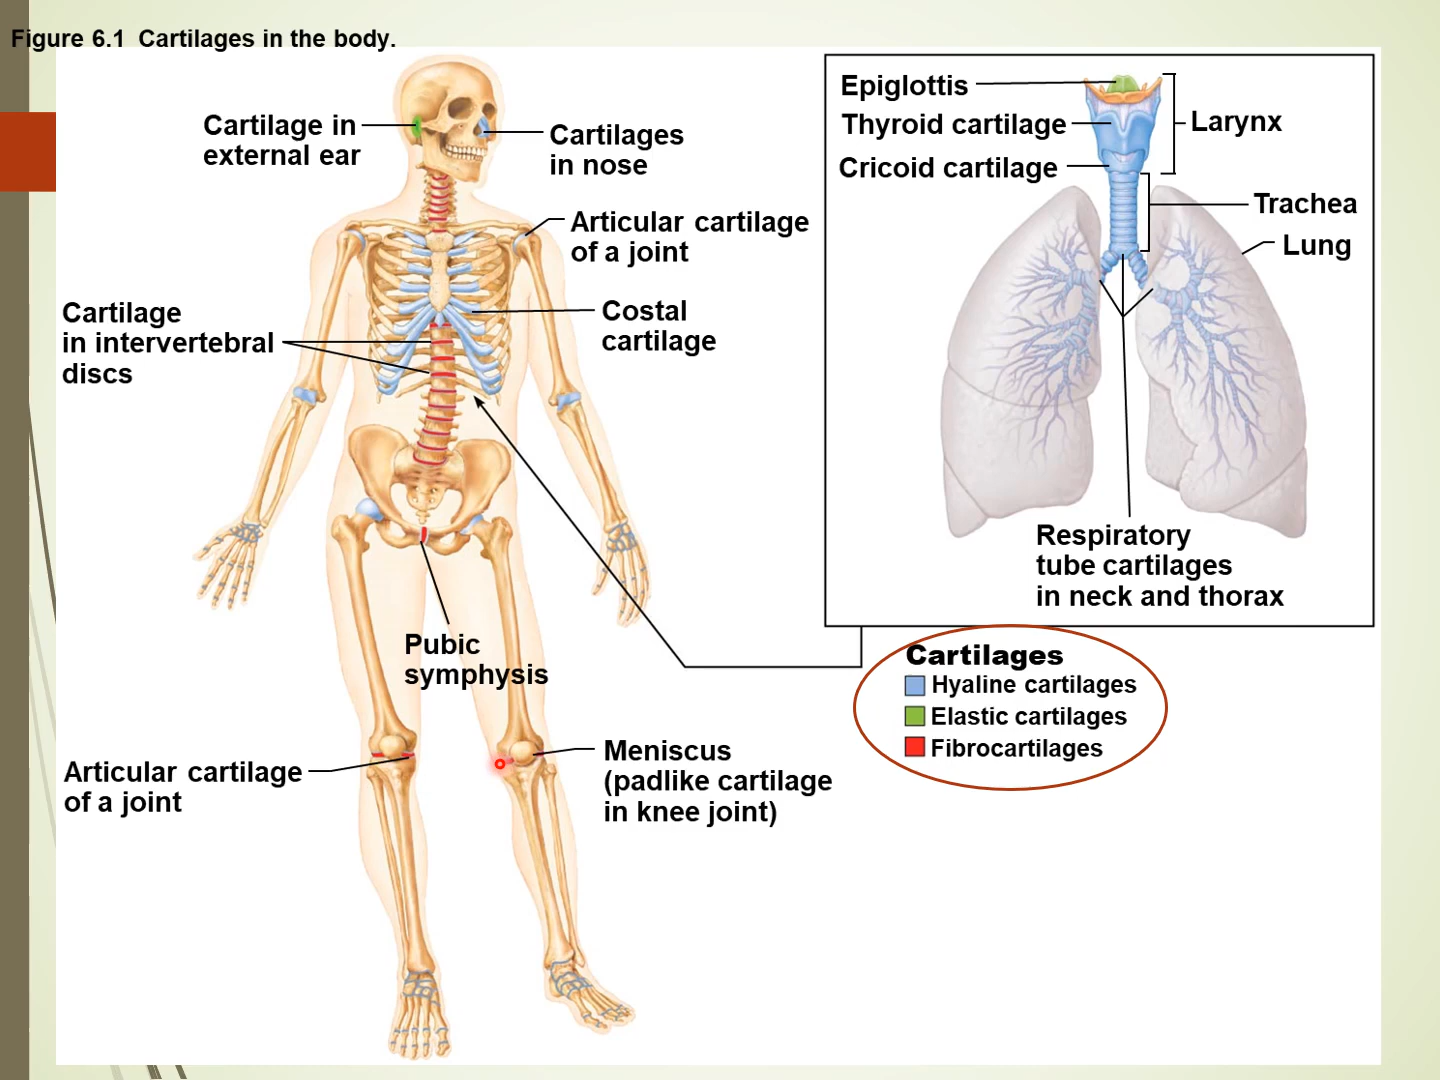 Figure 6.1 Cartilages in the body.
Cartilage in
external ear
Cartilages
in nose
Articular cartilage
of a joint
Cartilage
in intervertebral
discs
Costal
cartilage
Pubic
symphysis
Articular cartilage
of a joint
Meniscus
(padlike cartilage
in knee joint)
Epiglottis
Thyroid cartilage
Cricoid cartilage
Larynx
Trachea
Lung
Respiratory
tube cartilages
in neck and thorax
Cartilages
Hyaline cartilages
Elastic cartilages
Fibrocartilages